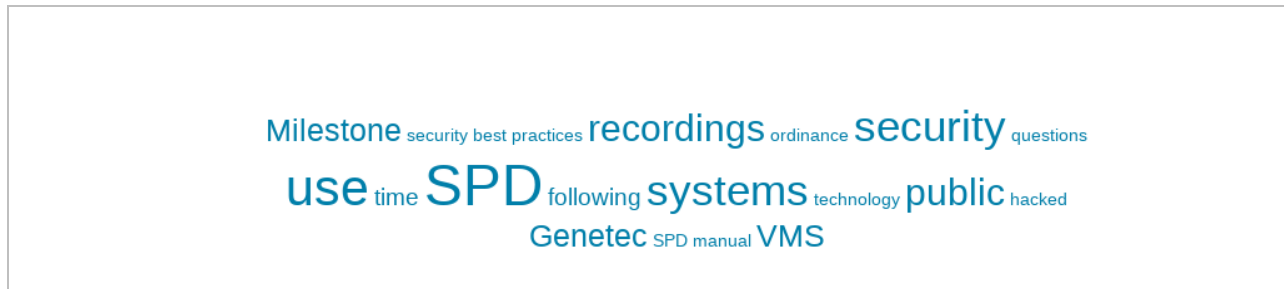 Milestone security best practices recordings ordinance security questions
use time SPD following systems technology public hacked
Genetec SPD manual VMS